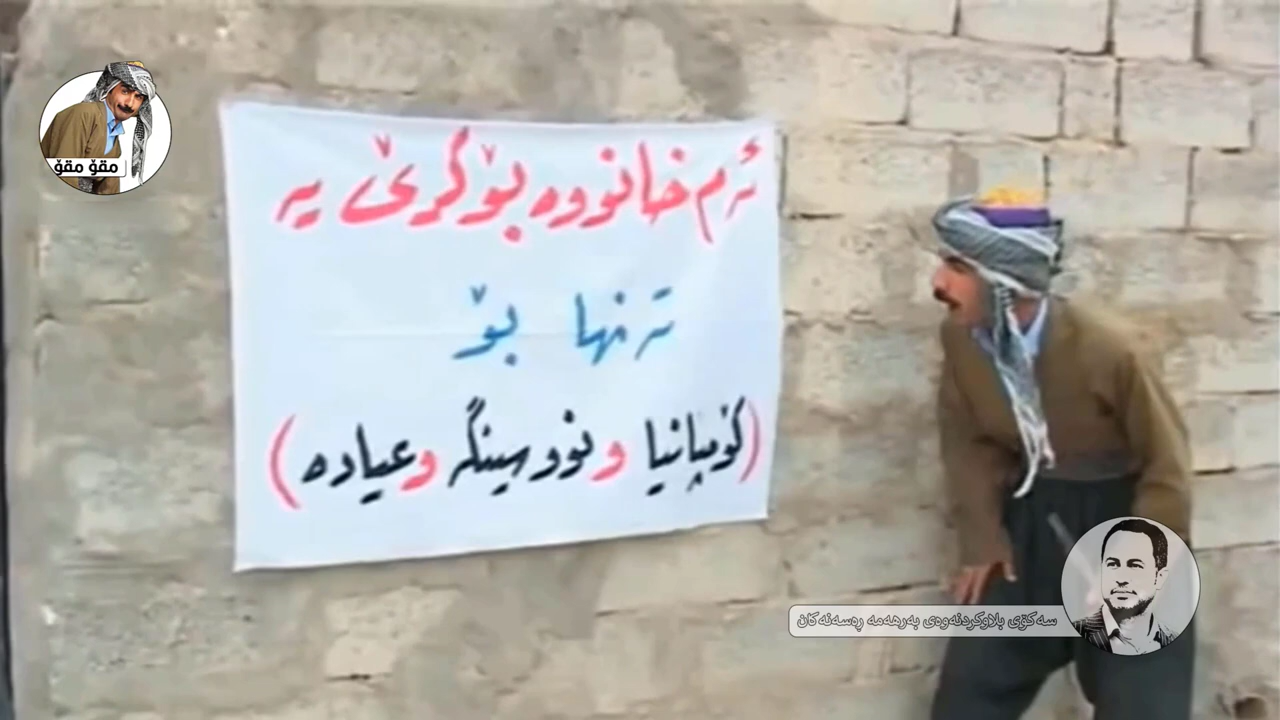 ئەم خانووە بۆ کرێ یە
تەنها بۆ
(کۆمپانیا و نووسینگە و عیادە)
مقۆ مقۆ
سەکۆی بڵاوکردنەوەی بەرهەمە ڕەسەنەکان